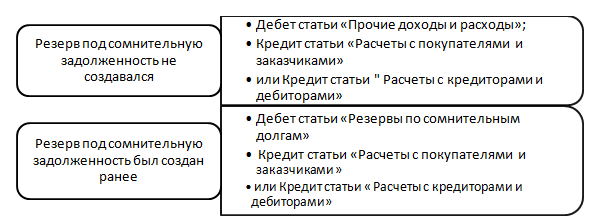 Резерв под сомнительную
задолженность не
создавался
• Дебет статьи «Прочие доходы и расходы»;
• Кредит статьи «Расчеты с покупателями и
заказчиками»
• или Кредит статьи " Расчеты с кредиторами и
дебиторами»
Резерв под сомнительную
задолженность был создан
ранее
• Дебет статьи «Резервы по сомнительным
долгам»
• Кредит статьи «Расчеты с покупателями и
заказчиками»
• или Кредит статьи « Расчеты с кредиторами и
дебиторами»